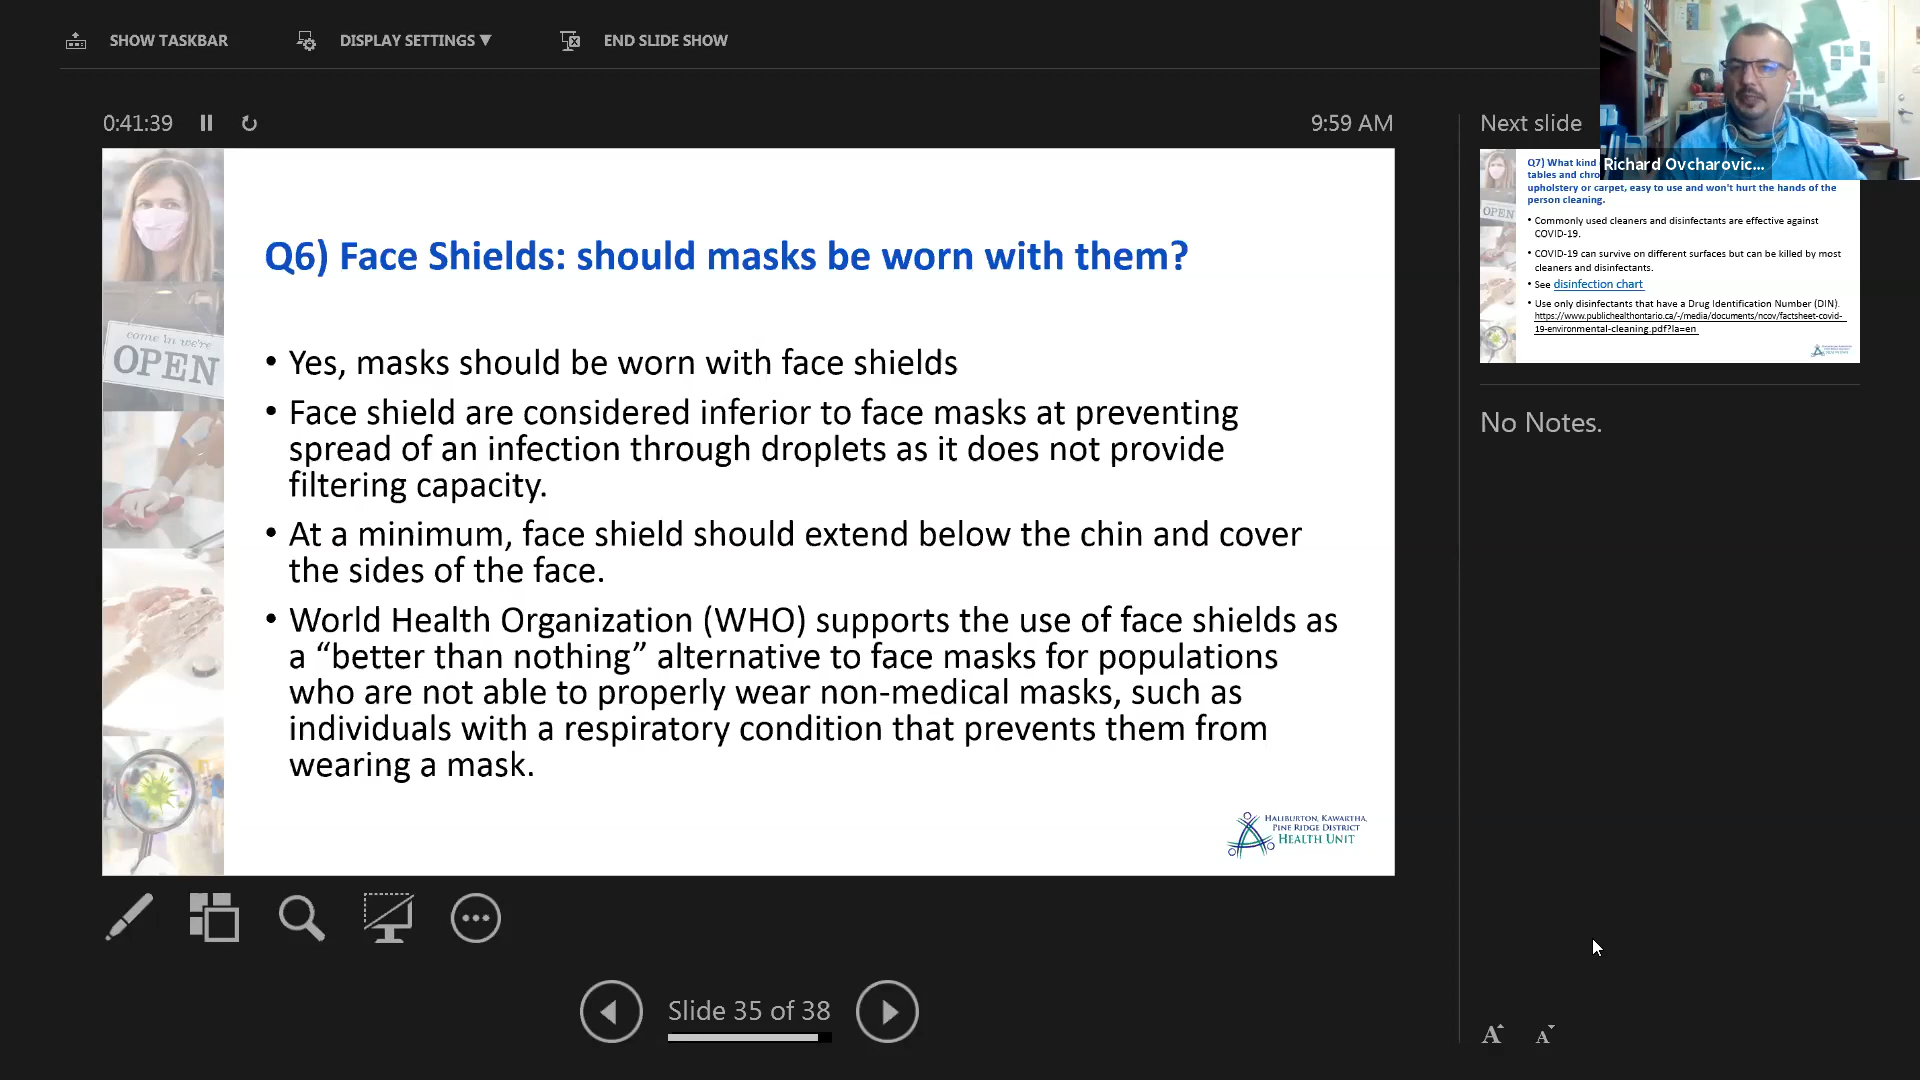 SHOW TASKBAR
DISPLAY SETTINGS ▼
END SLIDE SHOW
0:41:39
9:59 AM
Next slide
Richard Ovcharovic...
come in we're
OPEN
Q6) Face Shields: should masks be worn with them?
• Yes, masks should be worn with face shields
• Face shield are considered inferior to face masks at preventing
spread of an infection through droplets as it does not provide
filtering capacity.
• At a minimum, face shield should extend below the chin and cover
the sides of the face.
• World Health Organization (WHO) supports the use of face shields as
a “better than nothing” alternative to face masks for populations
who are not able to properly wear non-medical masks, such as
individuals with a respiratory condition that prevents them from
wearing a mask.
HALIBURTON, KAWARTHA,
PINE RIDGE DISTRICT
HEALTH UNIT
Q7) What kind
tables and chro
upholstery or carpet, easy to use and won't hurt the hands of the
person cleaning.
OPEN
• Commonly used cleaners and disinfectants are effective against
COVID-19.
• COVID-19 can survive on different surfaces but can be killed by most
cleaners and disinfectants.
• See disinfection chart
• Use only disinfectants that have a Drug Identification Number (DIN).
https://www.publichealthontario.ca/-/media/documents/ncov/factsheet-covid-
19-environmental-cleaning.pdf?la=en
No Notes.
Slide 35 of 38
A
A